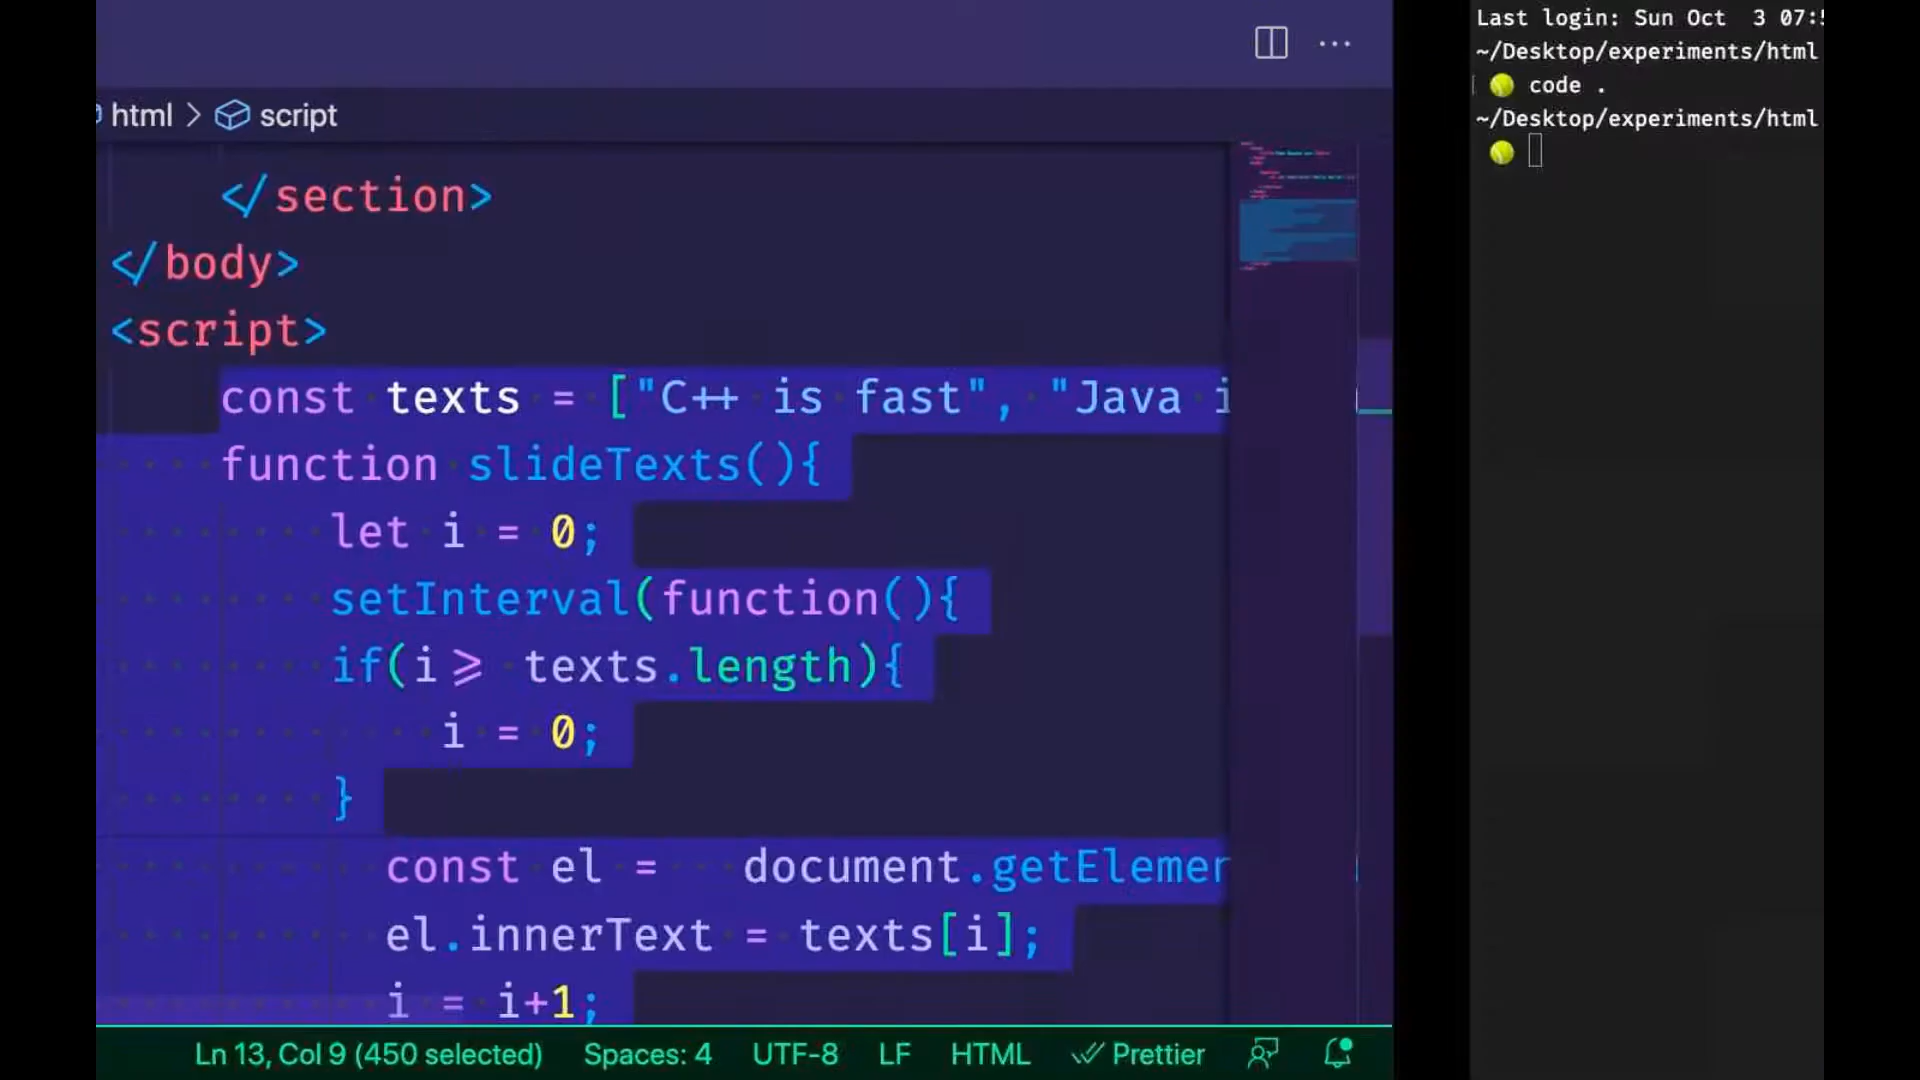 html > script
</section>
</body>
<script>
const texts = ["C++ is fast", "Java i
function slideTexts(){
let i = 0;
setInterval(function(){
if(i>= texts.length){
i = 0;
}
const el = document.getElemen
el.innerText = texts[i];
i = i+1;
Ln 13, Col 9 (450 selected) Spaces: 4 UTF-8 LF HTML Prettier
Last login: Sun Oct 3 07:5
~/Desktop/experiments/html
code .
~/Desktop/experiments/html